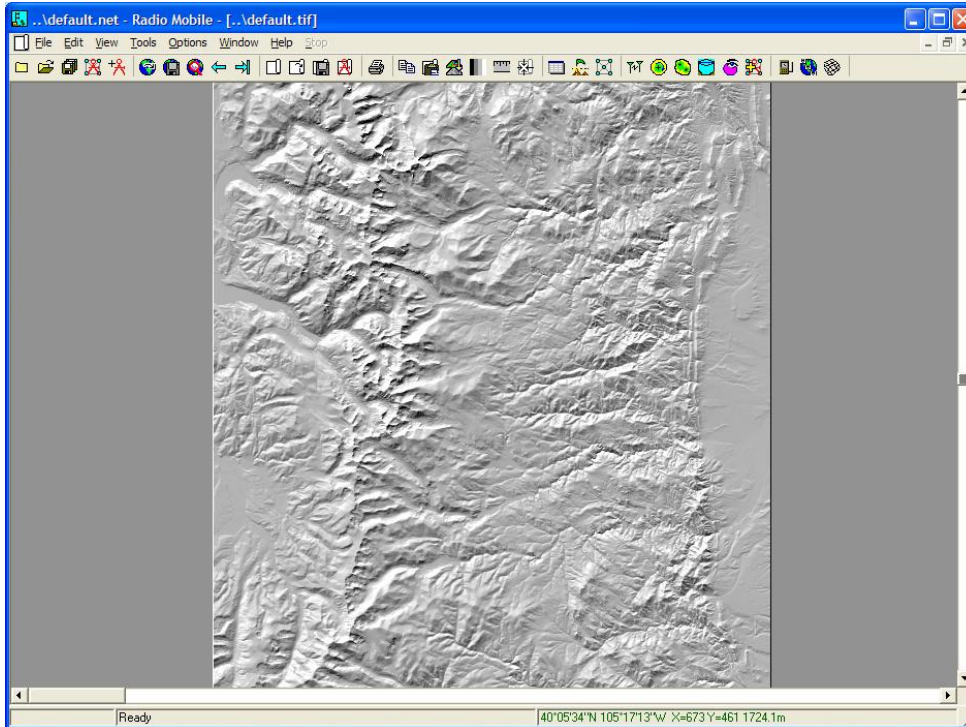 ..\default.net - Radio Mobile - [..\default.tif]
File Edit View Tools Options Window Help Stop
Ready
40°05'34"N 105°17'13"W X=673 Y=461 1724.1m